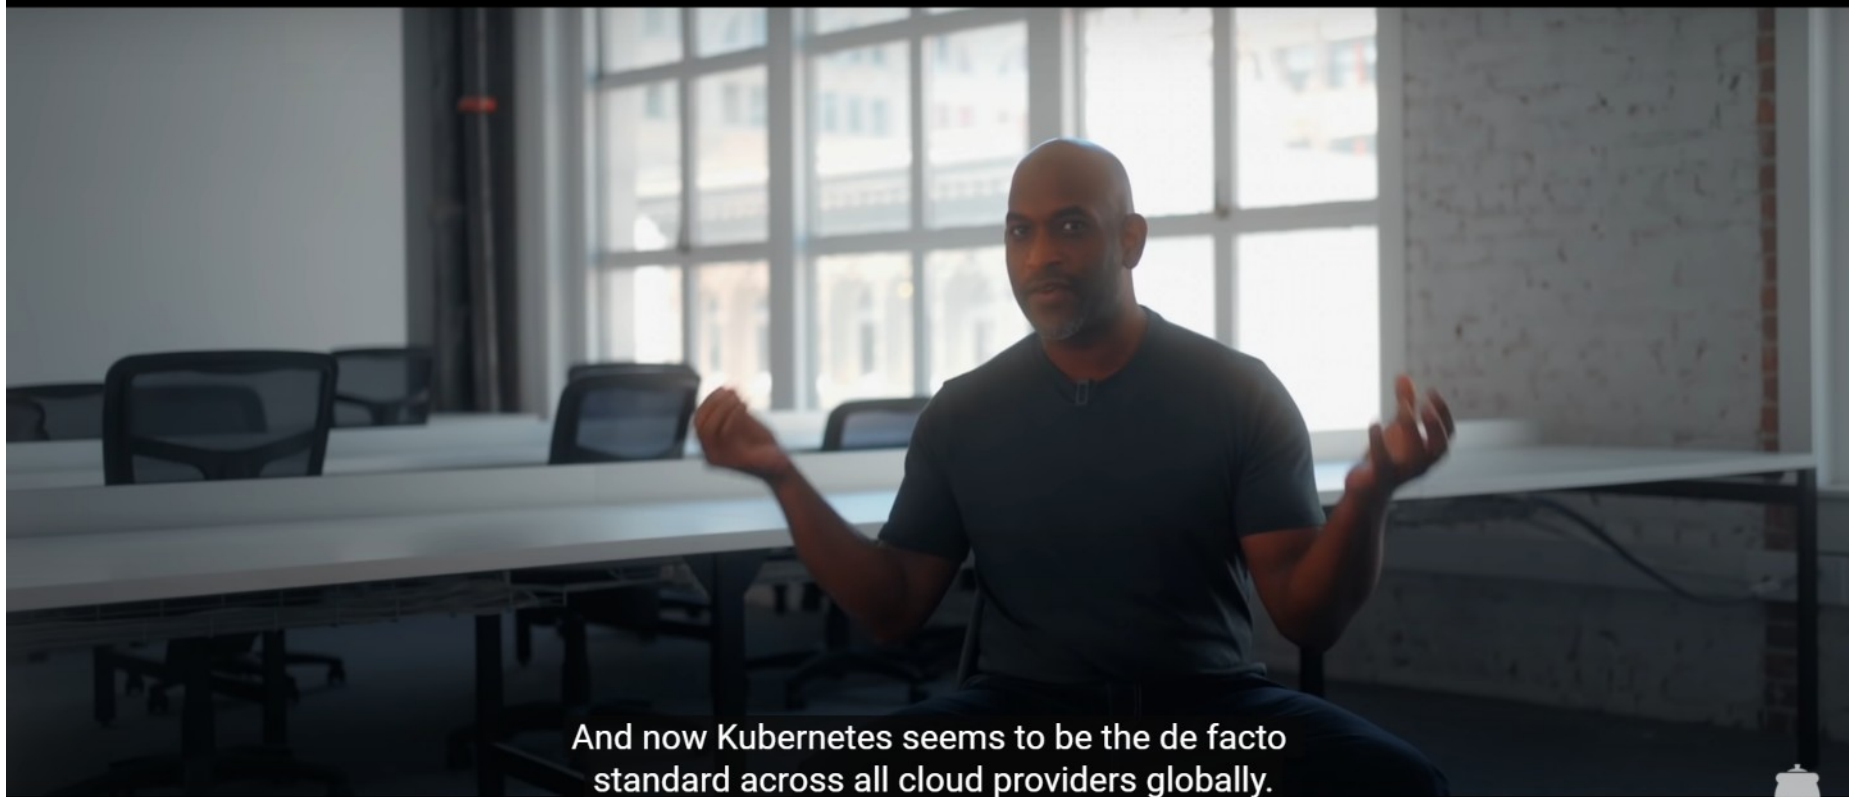 And now Kubernetes seems to be the de facto
standard across all cloud providers globally.